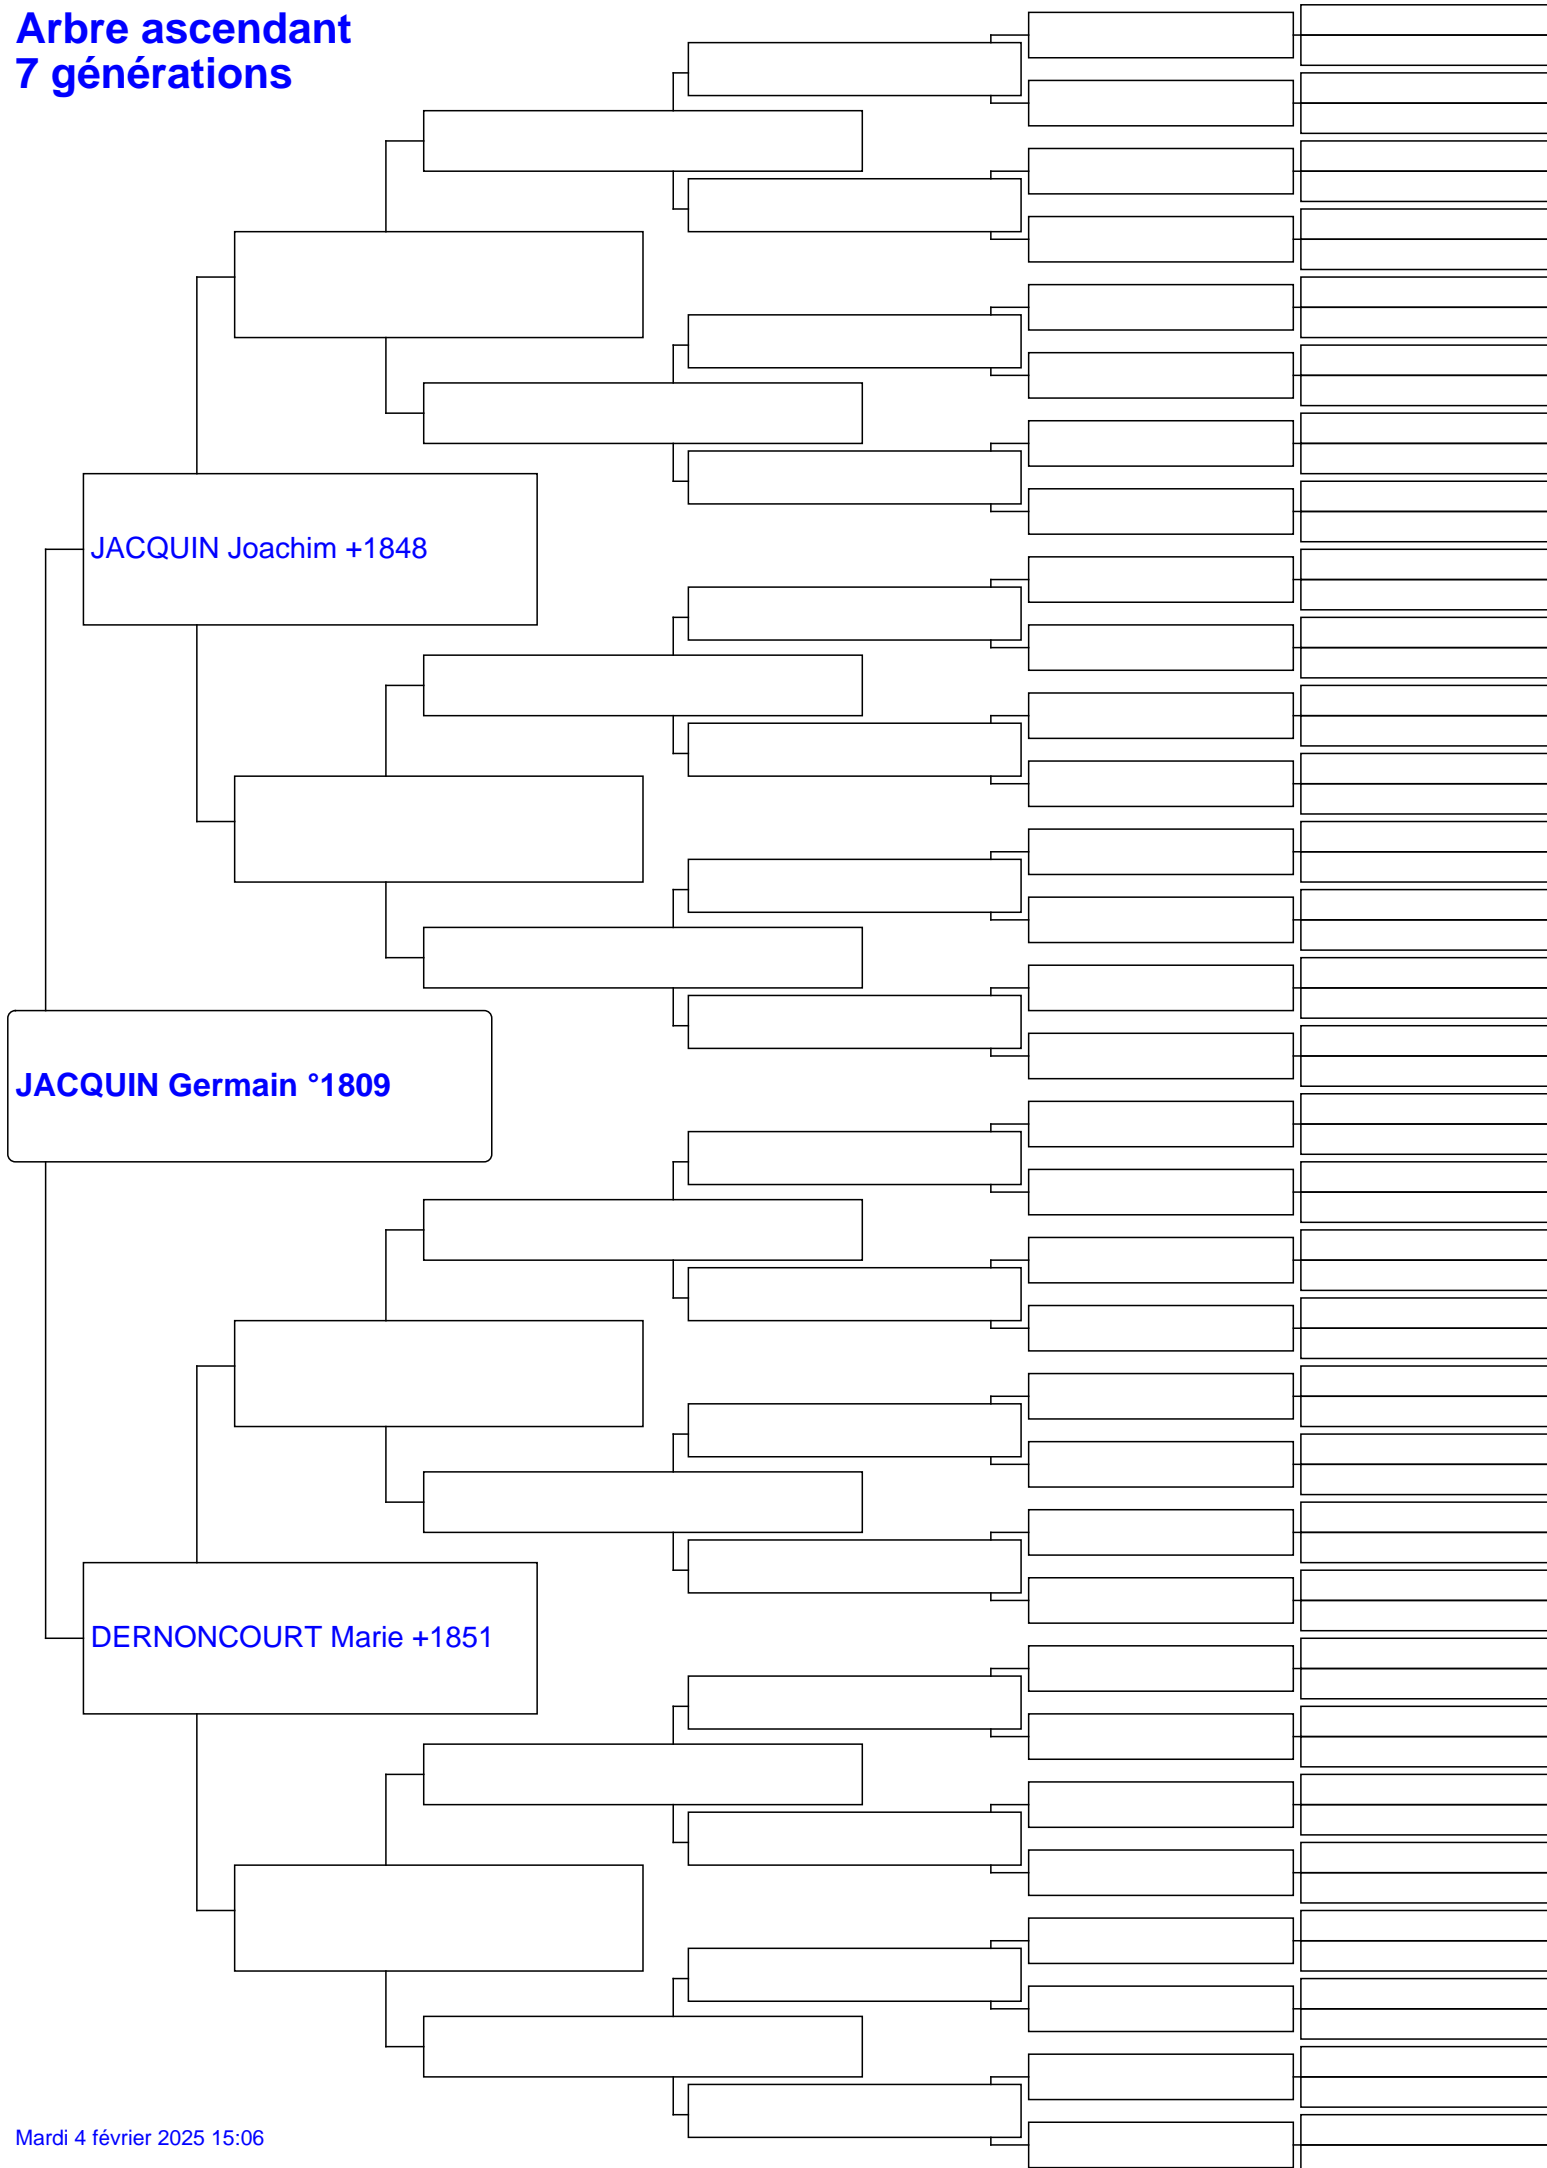 Arbre ascendant
7 générations
JACQUIN Joachim +1848
JACQUIN Germain °1809
DERNONCOURT Marie +1851
Mardi 4 février 2025 15:06